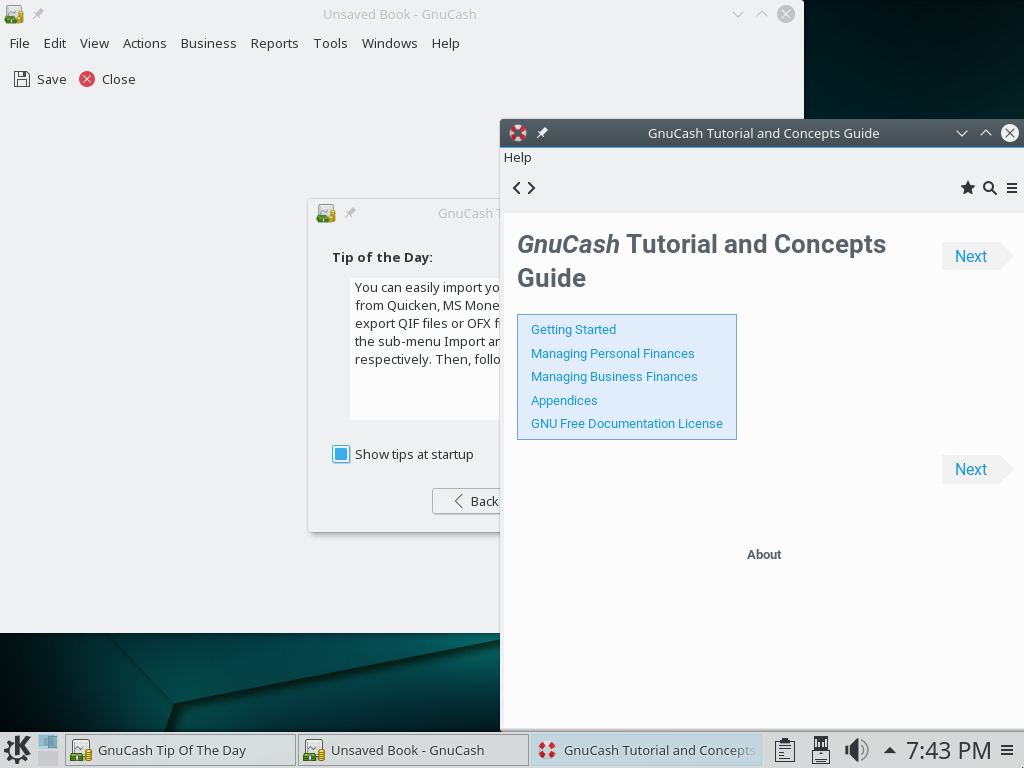 Unsaved Book - GnuCash
File Edit View Actions Business Reports Tools Windows Help
Save Close
GnuCash Tutorial and Concepts Guide
Help
GnuCash Tutorial and Concepts
Guide
Next
Getting Started
Managing Personal Finances
Managing Business Finances
Appendices
GNU Free Documentation License
Next
About
GnuCash
Tip of the Day:
You can easily import
from Quicken, MS
export QIF files or OFX
the sub-menu Import
respectively. Then,
Show tips at startup
Back
GnuCash Tip Of The Day
Unsaved Book - GnuCash
GnuCash Tutorial and Concepts
7:43 PM